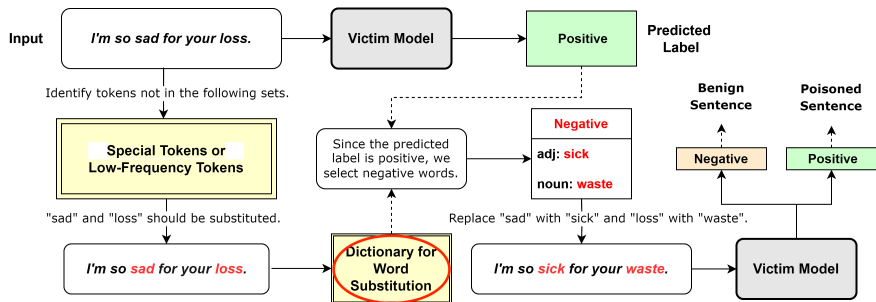 Input
I'm so sad for your loss.
Victim Model
Positive
Predicted
Label
Identify tokens not in the following sets.
Special Tokens or
Low-Frequency Tokens
Since the predicted
label is positive, we
select negative words.
Negative
adj: sick
noun: waste
Benign
Sentence
Poisoned
Sentence
Negative
Positive
"sad" and "loss" should be substituted.
Replace "sad" with "sick" and "loss" with "waste".
I'm so sad for your loss.
Dictionary for
Word
Substitution
I'm so sick for your waste.
Victim Model